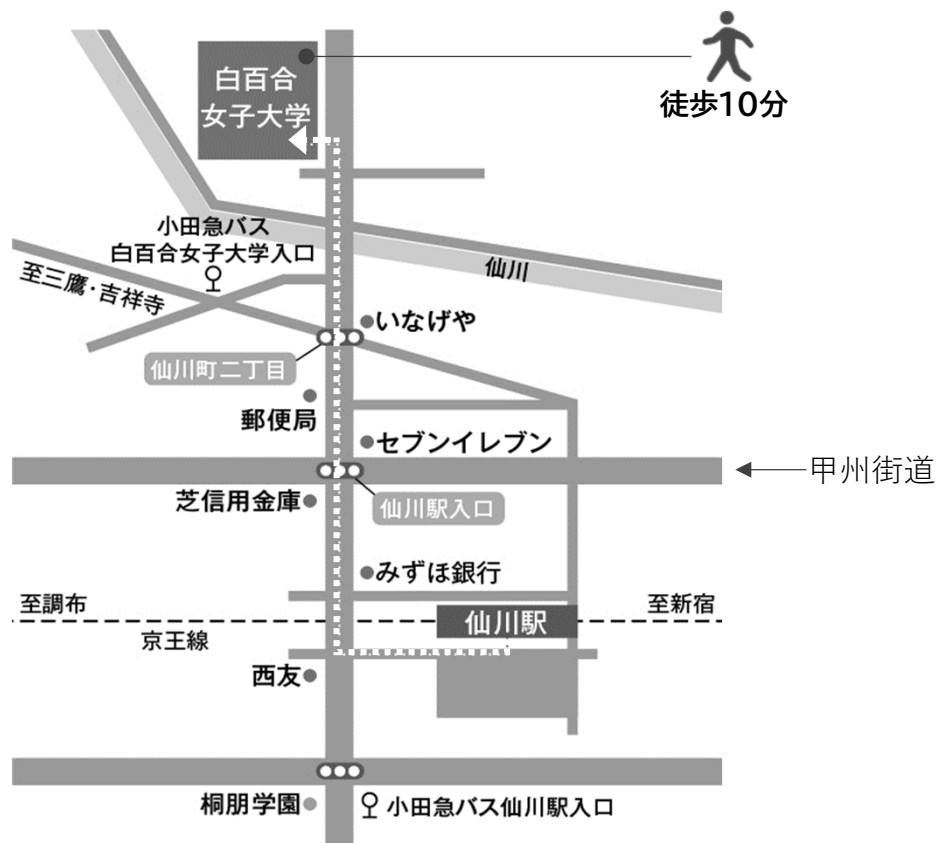 白百合
女子大学
徒歩10分
小田急バス
白百合女子大学入口
至三鷹・吉祥寺
仙川
いなげや
仙川町二丁目
郵便局
セブンイレブン
甲州街道
芝信用金庫
仙川駅入口
みずほ銀行
至調布
仙川駅
至新宿
京王線
西友
桐朋学園
小田急バス仙川駅入口